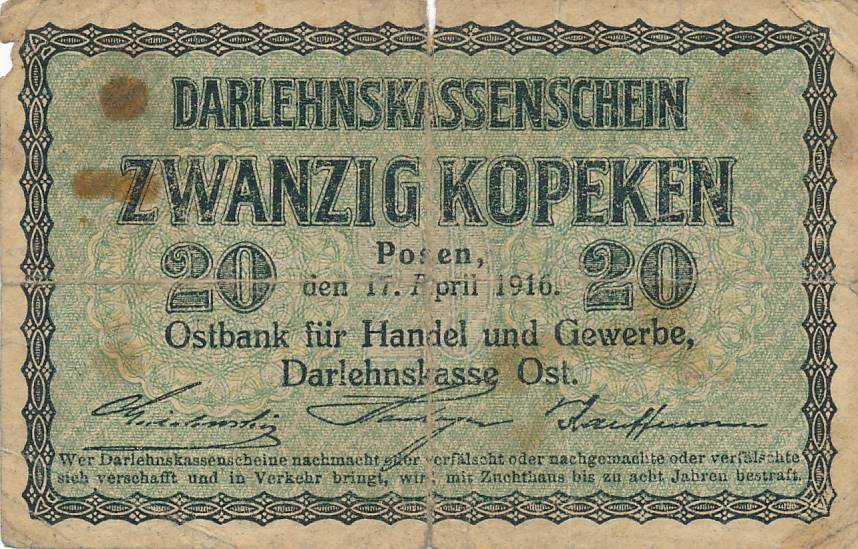 DARLEHNSKASSENSCHEIN
ZWANZIG KOPEKEN
20 20
Posen,
den 17. April 1916.
Ostbank für Handel und Gewerbe,
Darlehnskasse Ost.
Kauffmann
Wer Darlehnskassenscheine nachmacht oder verfälscht oder nachgemachte oder verfälschte
sich verschafft und in Verkehr bringt, wird mit Zuchthaus bis zu acht Jahren bestraft.